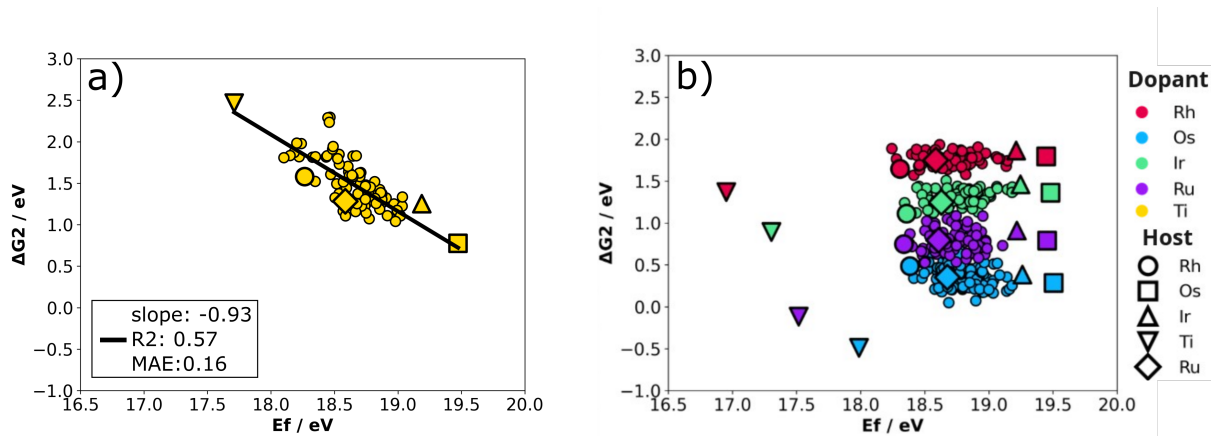 a)
3.0
2.5
2.0
1.5
1.0
0.5
0.0
−0.5
−1.0
ΔG2 / eV
slope: -0.93
R2: 0.57
MAE:0.16
16.5 17.0 17.5 18.0 18.5 19.0 19.5 20.0
Ef / eV
b)
3.0
2.5
2.0
1.5
1.0
0.5
0.0
−0.5
−1.0
ΔG2 / eV
16.5 17.0 17.5 18.0 18.5 19.0 19.5 20.0
Ef / eV
Dopant
Rh
Os
Ir
Ru
Ti
Host
Rh
Os
Ir
Ti
Ru